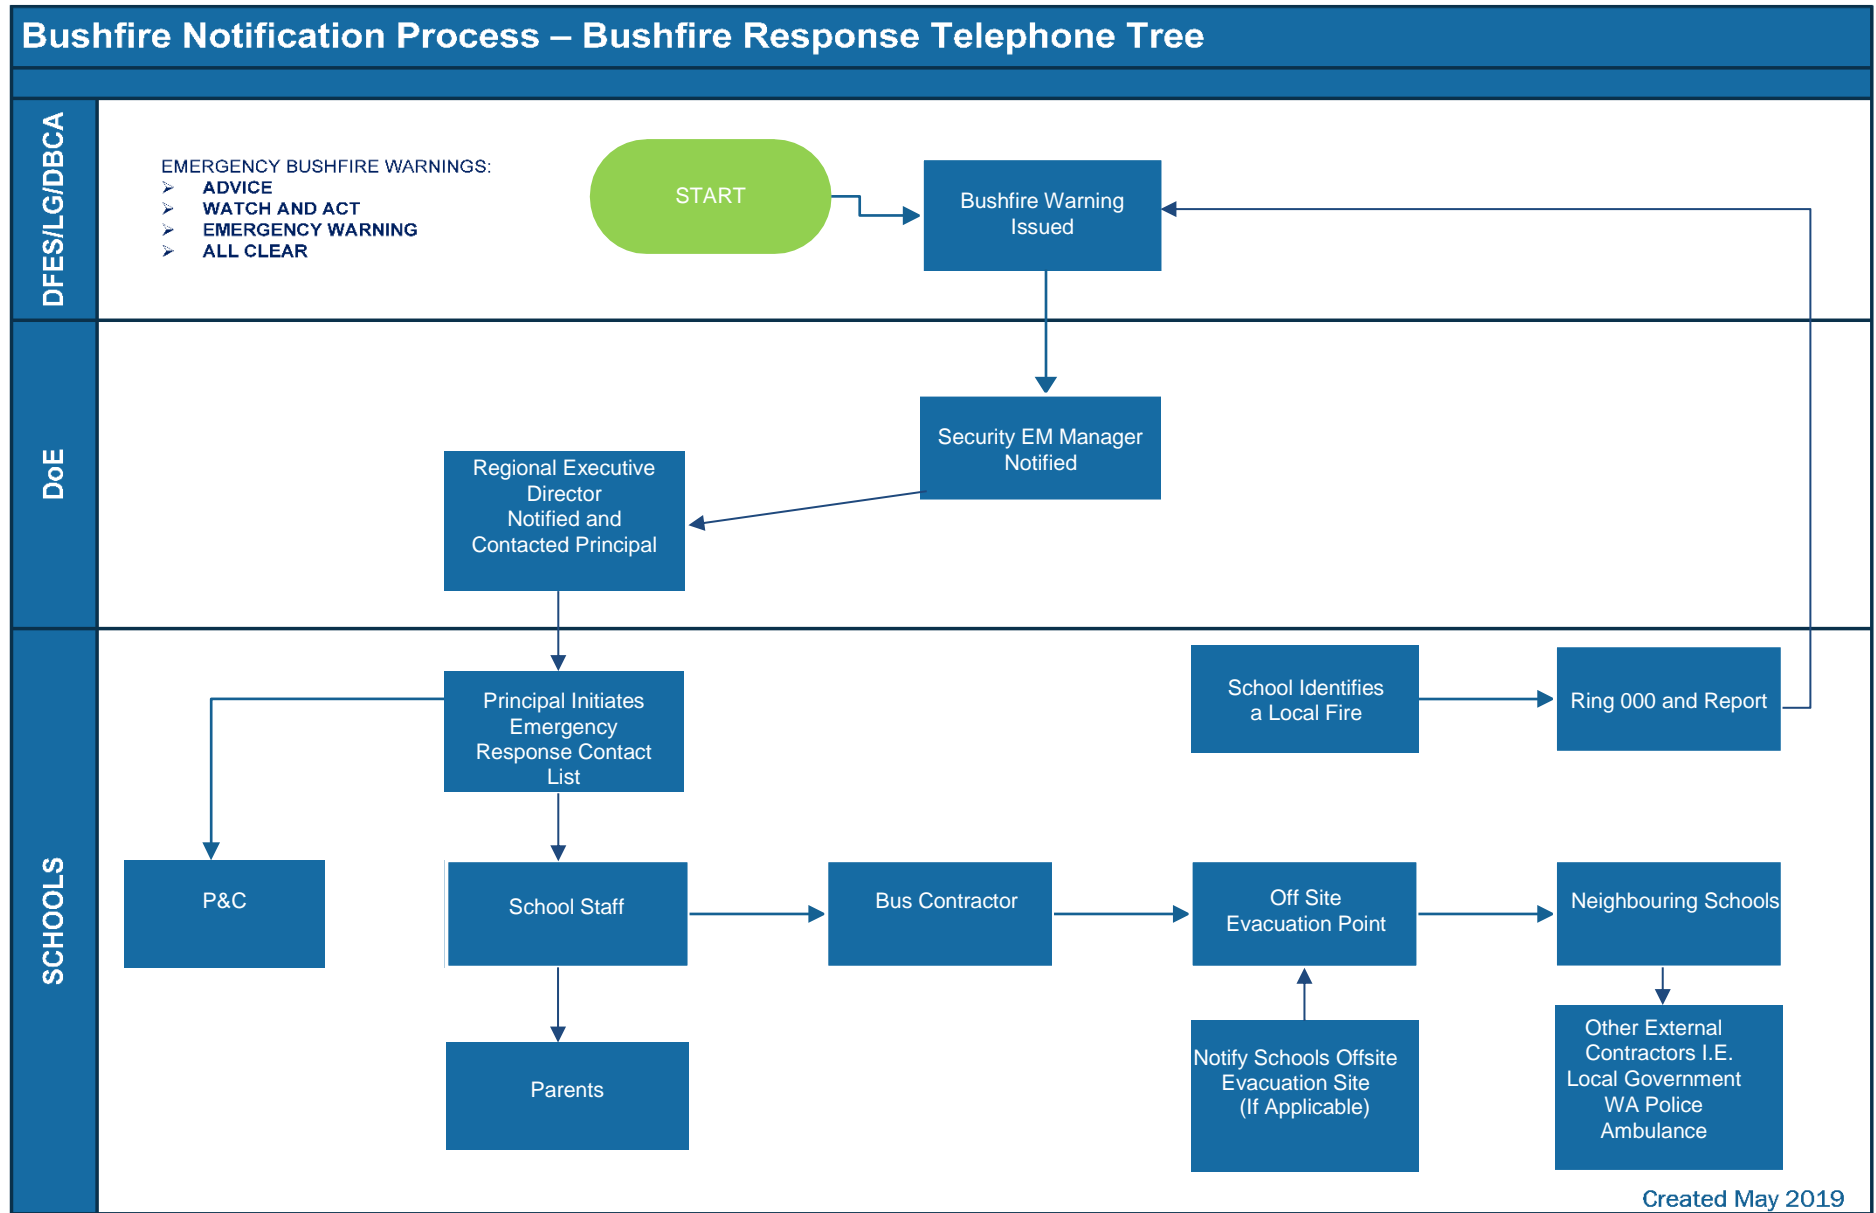 Bushfire Notification Process – Bushfire Response Telephone Tree
DFES/LG/DBCA
EMERGENCY BUSHFIRE WARNINGS:
➢ ADVICE
➢ WATCH AND ACT
➢ EMERGENCY WARNING
➢ ALL CLEAR
START
Bushfire Warning
Issued
DoE
Security EM Manager
Notified
Regional Executive
Director
Notified and
Contacted Principal
SCHOOLS
Principal Initiates
Emergency
Response Contact
List
School Identifies
a Local Fire
Ring 000 and Report
P&C
School Staff
Bus Contractor
Off Site
Evacuation Point
Neighbouring Schools
Parents
Notify Schools Offsite
Evacuation Site
(If Applicable)
Other External
Contractors I.E.
Local Government
WA Police
Ambulance
Created May 2019